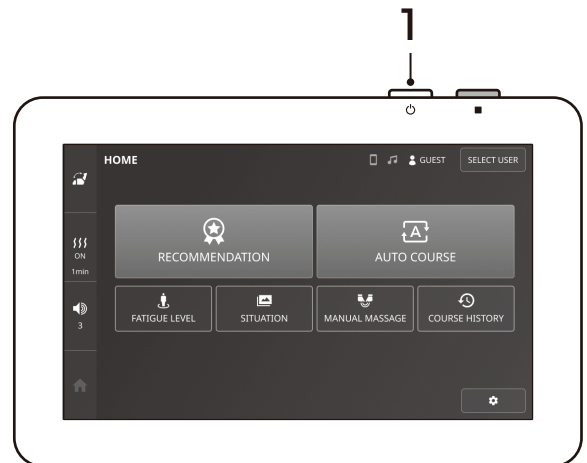 1
HOME
GUEST
SELECT USER
ON
1min
RECOMMENDATION
AUTO COURSE
3
FATIGUE LEVEL
SITUATION
MANUAL MASSAGE
COURSE HISTORY